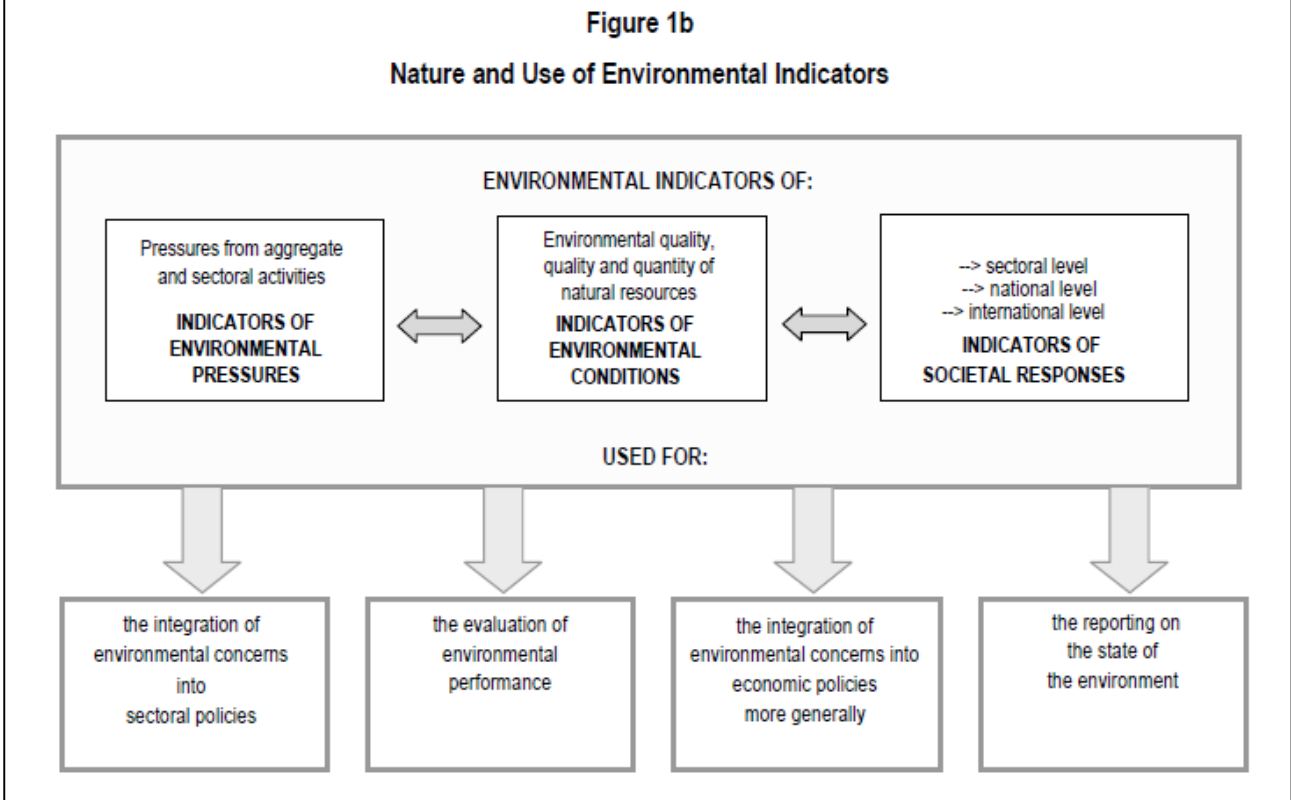 Figure 1b
Nature and Use of Environmental Indicators
ENVIRONMENTAL INDICATORS OF:
Pressures from aggregate
and sectoral activities
INDICATORS OF
ENVIRONMENTAL
PRESSURES
Environmental quality,
quality and quantity of
natural resources
INDICATORS OF
ENVIRONMENTAL
CONDITIONS
--> sectoral level
--> national level
--> international level
INDICATORS OF
SOCIETAL RESPONSES
USED FOR:
the integration of
environmental concerns
into
sectoral policies
the evaluation of
environmental
performance
the integration of
environmental concerns into
economic policies
more generally
the reporting on
the state of
the environment